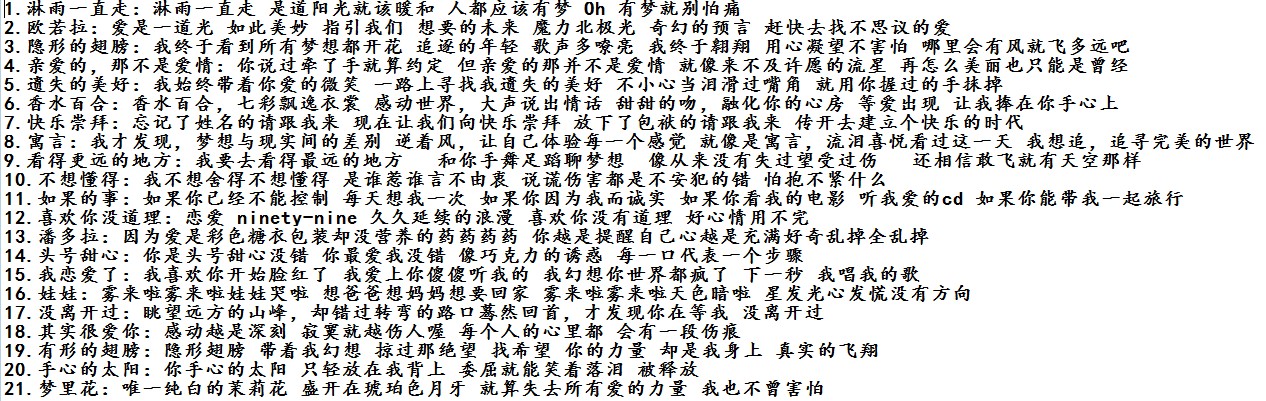 1.淋雨一直走：淋雨一直走 是道阳光就该暖和 人都应该有梦 Oh 有梦就别怕痛
2.欧若拉：爱是一道光 如此美妙 指引我们 想要的未来 魔力北极光 奇幻的预言 赶快去找不思议的爱
3.隐形的翅膀：我终于看到所有梦想都开花 追逐的年轻 歌声多嘹亮 我终于翱翔 用心凝望不害怕 哪里会有风就飞多远吧
4.亲爱的，那不是爱情：你说过牵了手就算约定 但亲爱的那并不是爱情 就像来不及许愿的流星 再怎么美丽也只能是曾经
5.遗失的美好：我始终带着你爱的微笑 一路上寻找我遗失的美好 不小心当泪滑过嘴角 就用你握过的手抹掉
6.香水百合：香水百合，七彩飘逸衣裳 感动世界，大声说出情话 甜甜的吻，融化你的心房 等爱出现 让我捧在你手心上
7.快乐崇拜：忘记了姓名的请跟我来 现在让我们向快乐崇拜 放下了包袱的请跟我来 传开去建立个快乐的时代
8.寓言：我才发现，梦想与现实间的差别 逆着风，让自己体验每一个感觉 就像是寓言，流泪喜悦看过这一天 我想追，追寻完美的世界
9.看得更远的地方：我要去看得最远的地方 和你手舞足蹈聊梦想 像从来没有失过望受过伤 还相信敢飞就有天空那样
10.不想懂得：我不想舍得不想懂得 是谁惹谁言不由衷 说谎伤害都是不安犯的错 怕抱不紧什么
11.如果的事：如果你已经不能控制 每天想我一次 如果你因为我而诚实 如果你看我的电影 听我爱的cd 如果你能带我一起旅行
12.喜欢你没道理：恋爱 ninety-nine 久久延续的浪漫 喜欢你没有道理 好心情用不完
13.潘多拉：因为爱是彩色糖衣包装却没营养的药药药药 你越是提醒自己心越是充满好奇乱掉全乱掉
14.头号甜心：你是头号甜心没错 你最爱我没错 像巧克力的诱惑 每一口代表一个步骤
15.我恋爱了：我喜欢你开始脸红了 我爱上你傻傻听我的 我幻想你世界都疯了 下一秒 我唱我的歌
16.娃娃：雾来啦雾来啦娃娃哭啦 想爸爸想妈妈想要回家 雾来啦雾来啦天色暗啦 星发光心发慌没有方向
17.没离开过：眺望远方的山峰，却错过转弯的路口蓦然回首，才发现你在等我 没离开过
18.其实很爱你：感动越是深刻 寂寞就越伤人喔 每个人的心里都 会有一段伤痕
19.有形的翅膀：隐形翅膀 带着我幻想 掠过那绝望 找希望 你的力量 却是我身上 真实的飞翔
20.手心的太阳：你手心的太阳 只轻放在我背上 委屈就能笑着落泪 被释放
21.梦里花：唯一纯白的茉莉花 盛开在琥珀色月牙 就算失去所有爱的力量 我也不曾害怕